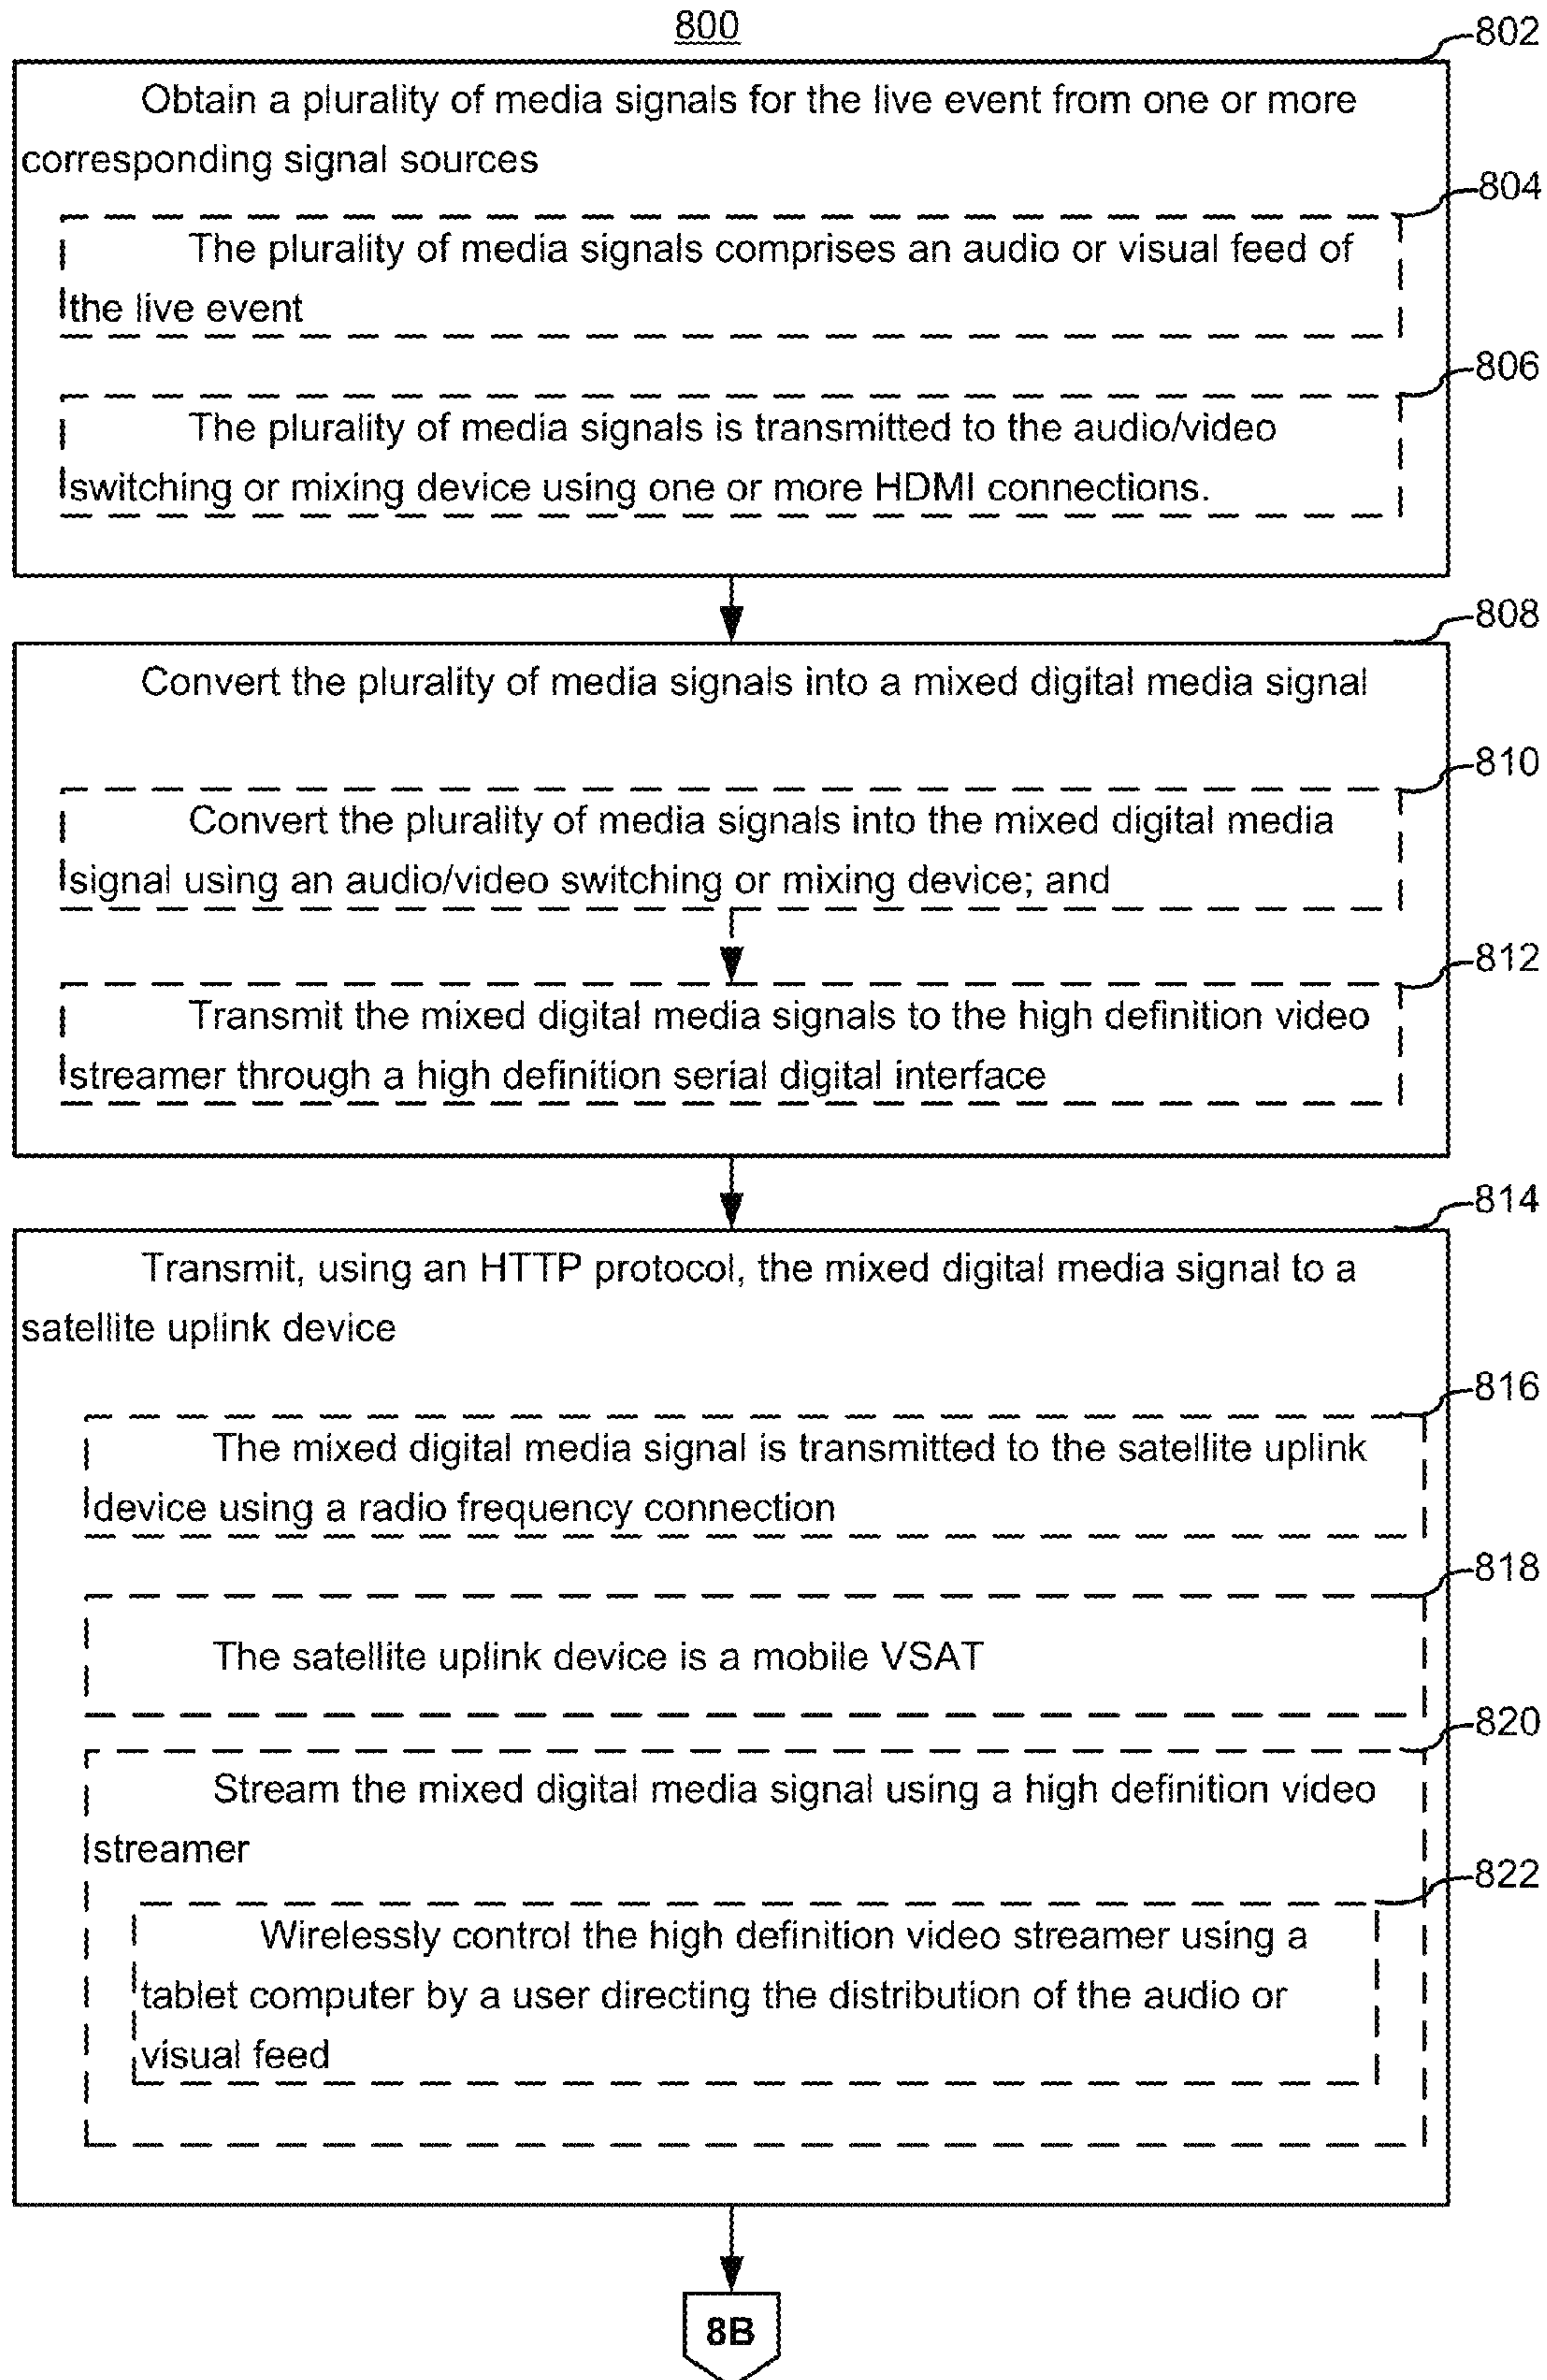 800
802
Obtain a plurality of media signals for the live event from one or more
corresponding signal sources
804
The plurality of media signals comprises an audio or visual feed of
the live event
806
The plurality of media signals is transmitted to the audio/video
switching or mixing device using one or more HDMI connections.
808
Convert the plurality of media signals into a mixed digital media signal
810
Convert the plurality of media signals into the mixed digital media
signal using an audio/video switching or mixing device; and
812
Transmit the mixed digital media signals to the high definition video
streamer through a high definition serial digital interface
814
Transmit, using an HTTP protocol, the mixed digital media signal to a
satellite uplink device
816
The mixed digital media signal is transmitted to the satellite uplink
device using a radio frequency connection
818
The satellite uplink device is a mobile VSAT
820
Stream the mixed digital media signal using a high definition video
streamer
822
Wirelessly control the high definition video streamer using a
tablet computer by a user directing the distribution of the audio or
visual feed
8B